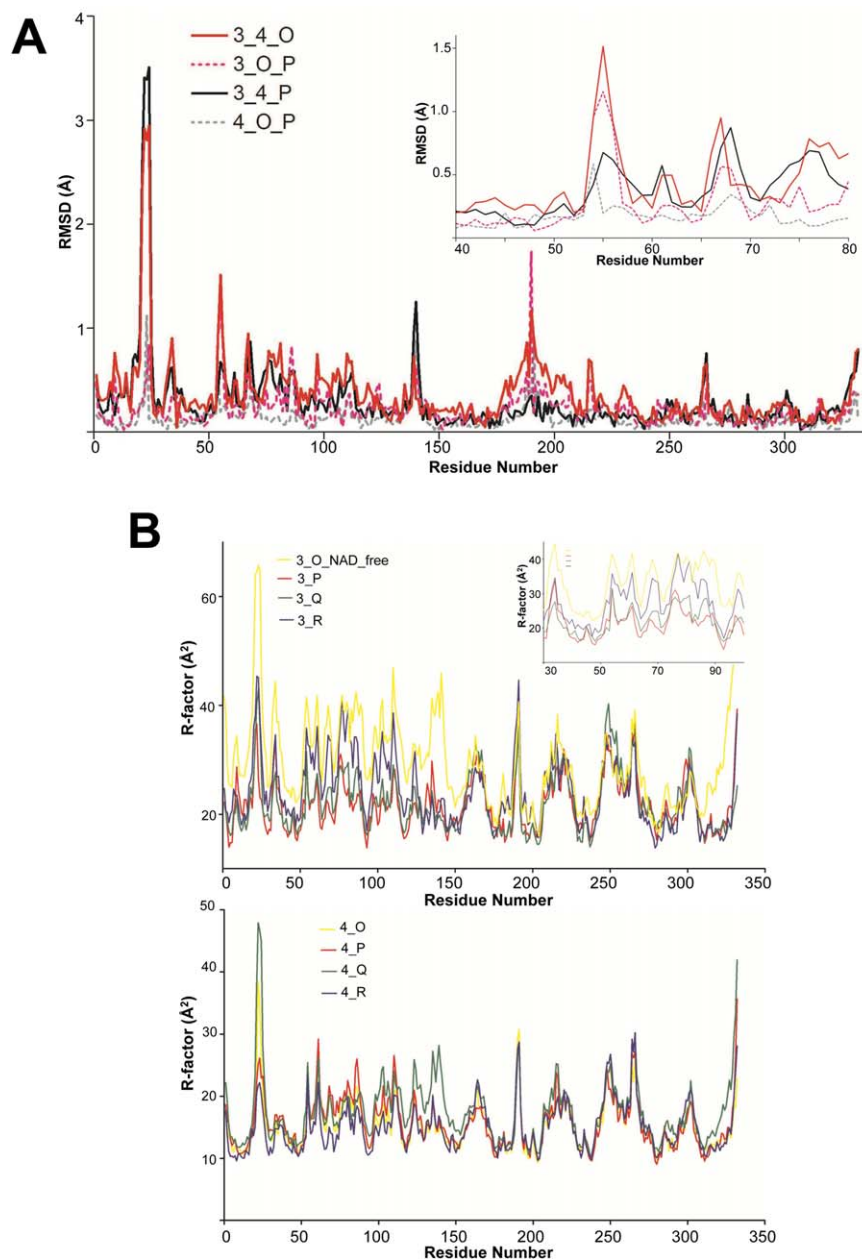 A
3_4_O
3_O_P
3_4_P
4_O_P
RMSD (Å)
4
3
2
1
0 50 100 150 200 250 300
Residue Number
RMSD (Å)
1.5
1.0
0.5
40 50 60 70 80
Residue Number
B
3_O_NAD_free
3_P
3_Q
3_R
R-factor (Å²)
60
40
20
0 50 100 150 200 250 300 350
Residue Number
R-factor (Å²)
40
30
20
30 50 70 90
4_O
4_P
4_Q
4_R
R-factor (Å²)
50
40
30
20
10
0 50 100 150 200 250 300 350
Residue Number